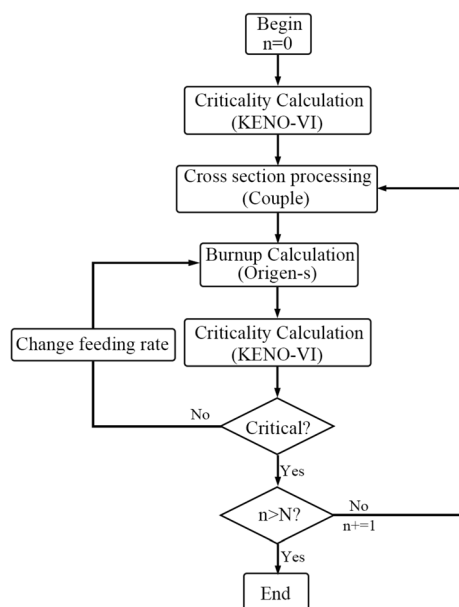 Begin
n=0
Criticality Calculation
(KENO-VI)
Cross section processing
(Couple)
Burnup Calculation
(Origen-s)
Change feeding rate
Criticality Calculation
(KENO-VI)
No
Critical?
Yes
n>N?
No
n+=1
Yes
End